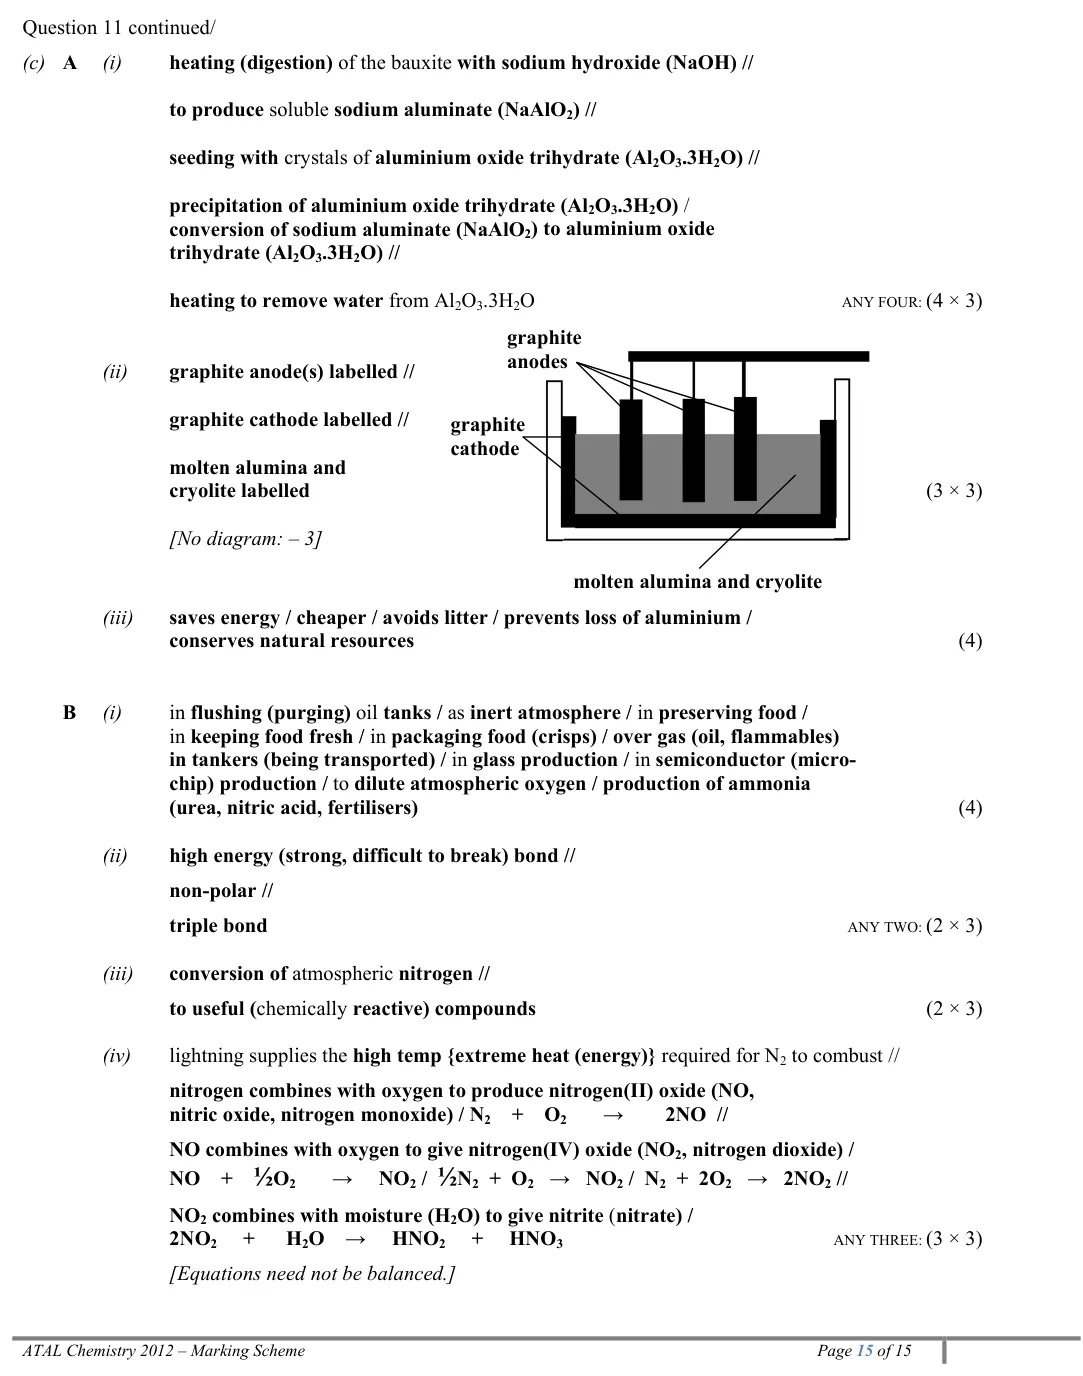 Question 11 continued/
(c) A (i) heating (digestion) of the bauxite with sodium hydroxide (NaOH) //
to produce soluble sodium aluminate (NaAlO₂) //
seeding with crystals of aluminium oxide trihydrate (Al₂O₃.3H₂O) //
precipitation of aluminium oxide trihydrate (Al₂O₃.3H₂O) /
conversion of sodium aluminate (NaAlO₂) to aluminium oxide
trihydrate (Al₂O₃.3H₂O) //
heating to remove water from Al₂O₃.3H₂O ANY FOUR: (4 × 3)
graphite
anodes
(ii) graphite anode(s) labelled //
graphite cathode labelled //
graphite
cathode
molten alumina and
cryolite labelled (3 × 3)
[No diagram: – 3]
molten alumina and cryolite
(iii) saves energy / cheaper / avoids litter / prevents loss of aluminium /
conserves natural resources (4)
B (i) in flushing (purging) oil tanks / as inert atmosphere / in preserving food /
in keeping food fresh / in packaging food (crisps) / over gas (oil, flammables)
in tankers (being transported) / in glass production / in semiconductor (micro-
chip) production / to dilute atmospheric oxygen / production of ammonia
(urea, nitric acid, fertilisers) (4)
(ii) high energy (strong, difficult to break) bond //
non-polar //
triple bond ANY TWO: (2 × 3)
(iii) conversion of atmospheric nitrogen //
to useful (chemically reactive) compounds (2 × 3)
(iv) lightning supplies the high temp {extreme heat (energy)} required for N₂ to combust //
nitrogen combines with oxygen to produce nitrogen(II) oxide (NO,
nitric oxide, nitrogen monoxide) / N₂ + O₂ → 2NO //
NO combines with oxygen to give nitrogen(IV) oxide (NO₂, nitrogen dioxide) /
NO + ½O₂ → NO₂ / ½N₂ + O₂ → NO₂ / N₂ + 2O₂ → 2NO₂ //
NO₂ combines with moisture (H₂O) to give nitrite (nitrate) /
2NO₂ + H₂O → HNO₂ + HNO₃ ANY THREE: (3 × 3)
[Equations need not be balanced.]
ATAL Chemistry 2012 – Marking Scheme Page 15 of 15